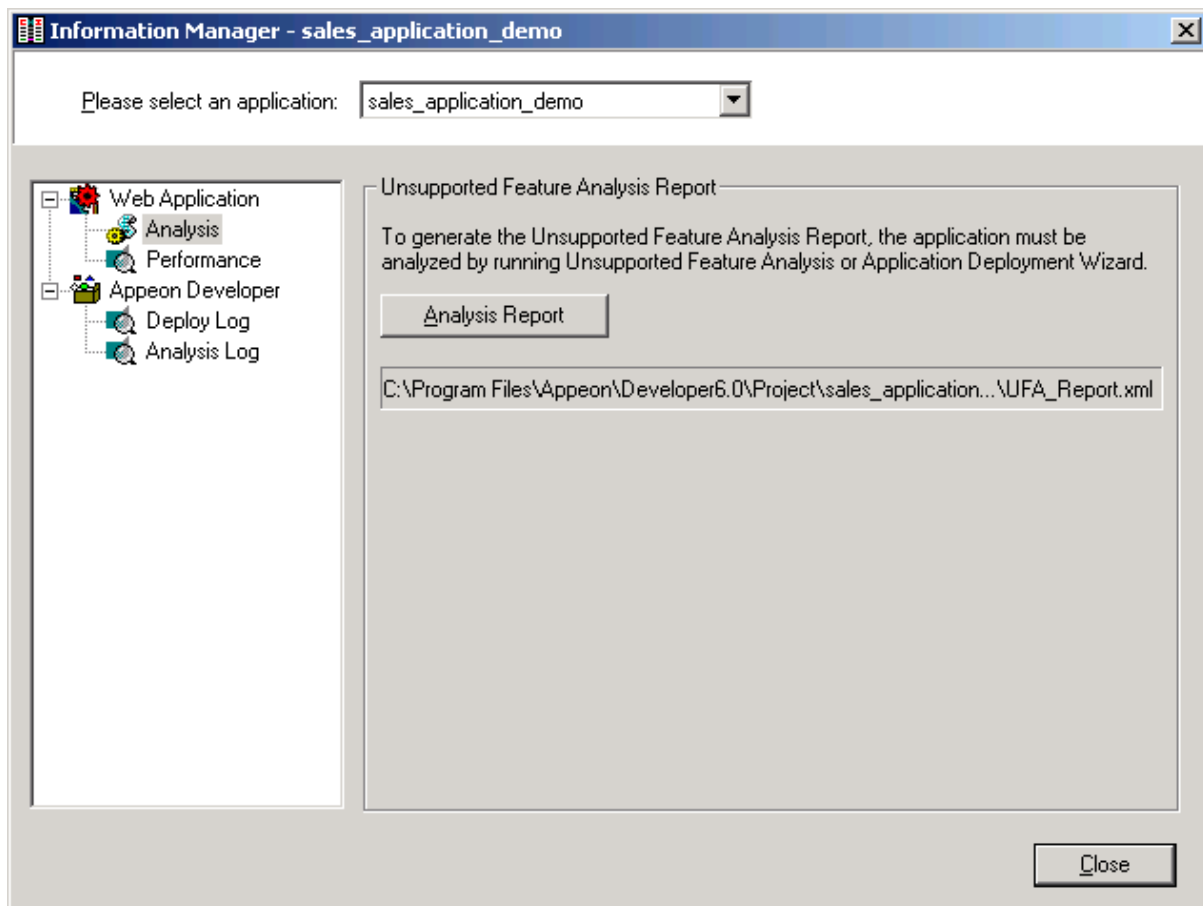 Information Manager - sales_application_demo
Please select an application: sales_application_demo
Web Application
Analysis
Performance
Appeon Developer
Deploy Log
Analysis Log
Unsupported Feature Analysis Report
To generate the Unsupported Feature Analysis Report, the application must be
analyzed by running Unsupported Feature Analysis or Application Deployment Wizard.
Analysis Report
C:\Program Files\Appeon\Developer6.0\Project\sales_application...\UFA_Report.xml
Close